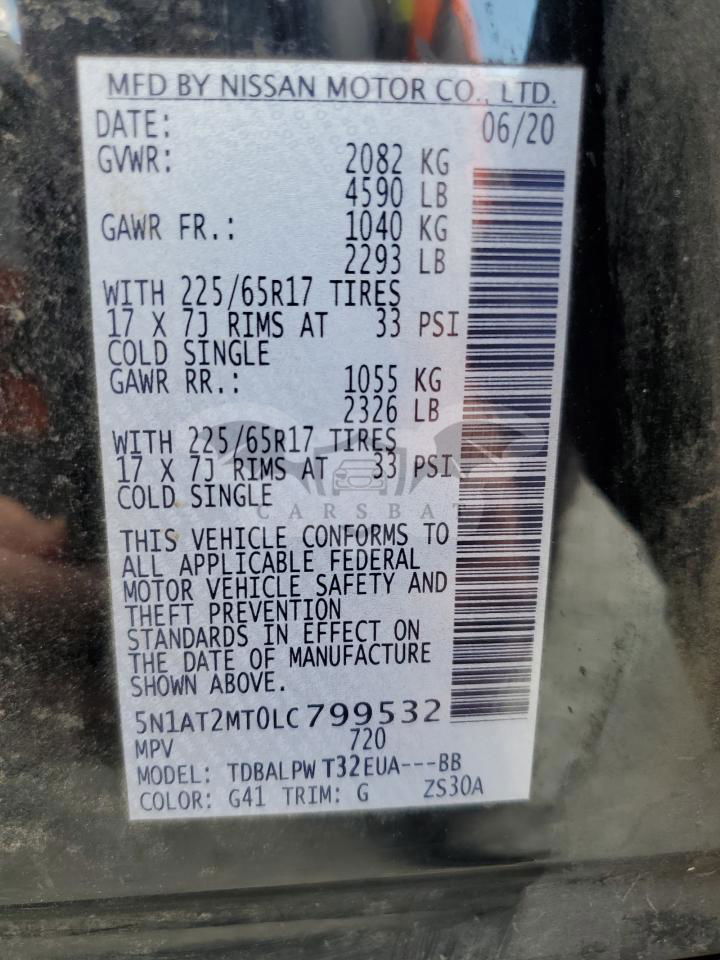 MFD BY NISSAN MOTOR CO., LTD.
DATE: 06/20
GVWR: 2082 KG
4590 LB
GAWR FR.: 1040 KG
2293 LB
WITH 225/65R17 TIRES
17 X 7J RIMS AT 33 PSI
COLD SINGLE
GAWR RR.: 1055 KG
2326 LB
WITH 225/65R17 TIRES
17 X 7J RIMS AT 33 PSI
COLD SINGLE
CARSBAT
THIS VEHICLE CONFORMS TO
ALL APPLICABLE FEDERAL
MOTOR VEHICLE SAFETY AND
THEFT PREVENTION
STANDARDS IN EFFECT ON
THE DATE OF MANUFACTURE
SHOWN ABOVE.
5N1AT2MT0LC799532
MPV 720
MODEL: TDBALPW T32EUA---BB
COLOR: G41 TRIM: G ZS30A